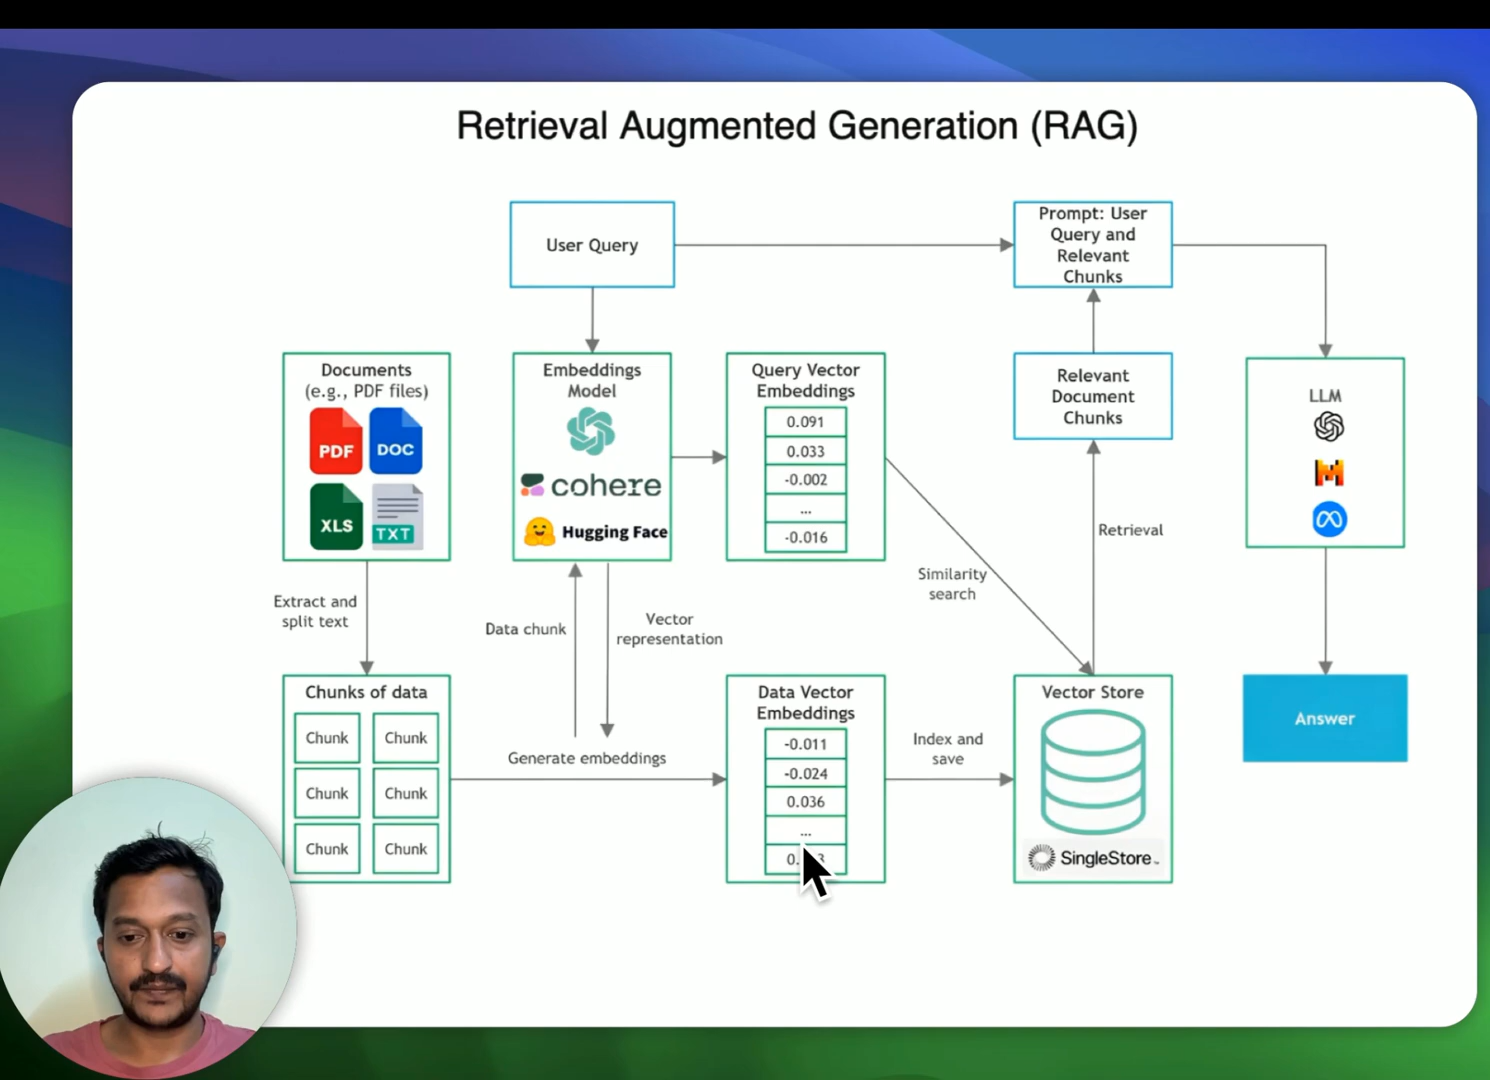 Retrieval Augmented Generation (RAG)
User Query
Prompt: User
Query and
Relevant
Chunks
Documents
(e.g., PDF files)
PDF
DOC
XLS
TXT
Embeddings
Model
cohere
Hugging Face
Query Vector
Embeddings
0.091
0.033
-0.002
...
-0.016
Relevant
Document
Chunks
LLM
Extract and
split text
Data chunk
Vector
representation
Similarity
search
Retrieval
Chunks of data
Chunk
Chunk
Chunk
Chunk
Chunk
Chunk
Generate embeddings
Data Vector
Embeddings
-0.011
-0.024
0.036
...
Index and
save
Vector Store
SingleStore
Answer